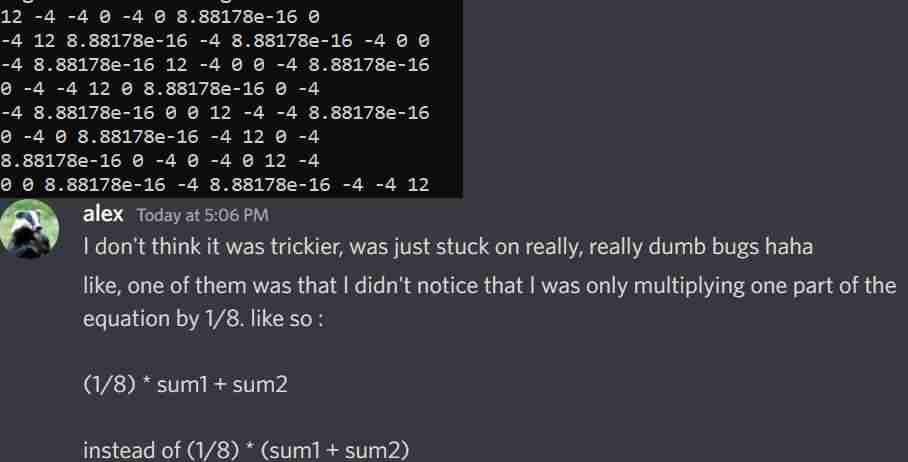 12 -4 -4 0 -4 0 8.88178e-16 0
-4 12 8.88178e-16 -4 8.88178e-16 -4 0 0
-4 8.88178e-16 12 -4 0 0 -4 8.88178e-16
0 -4 -4 12 0 8.88178e-16 0 -4
-4 8.88178e-16 0 0 12 -4 -4 8.88178e-16
0 -4 0 8.88178e-16 -4 12 0 -4
8.88178e-16 0 -4 0 -4 0 12 -4
0 0 8.88178e-16 -4 8.88178e-16 -4 -4 12
alex Today at 5:06 PM
I don't think it was trickier, was just stuck on really, really dumb bugs haha
like, one of them was that I didn't notice that I was only multiplying one part of the
equation by 1/8. like so :
(1/8) * sum1 + sum2
instead of (1/8) * (sum1 + sum2)